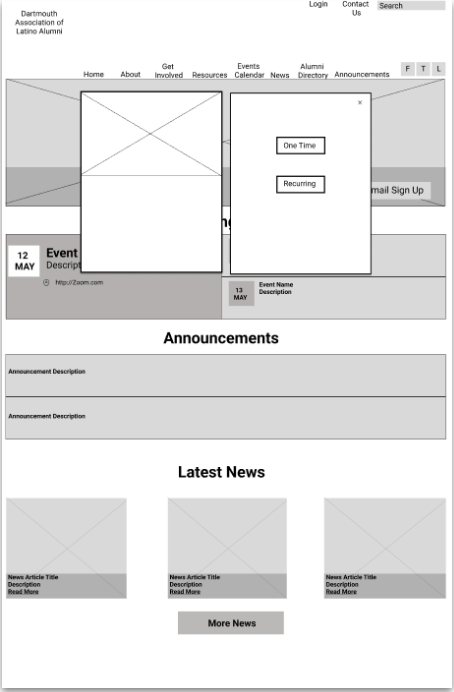 Login
Contact
Us
Search
Dartmouth
Association of
Latino Alumni
Home
About
Get
Involved
Resources
Events
Calendar
News
Alumni
Directory
Announcements
F T L
×
One Time
Recurring
mail Sign Up
12
MAY
Event
Descript
http://Zoom.com
13
MAY
Event Name
Description
Announcements
Announcement Description
Announcement Description
Latest News
News Article Title
Description
Read More
News Article Title
Description
Read More
News Article Title
Description
Read More
More News